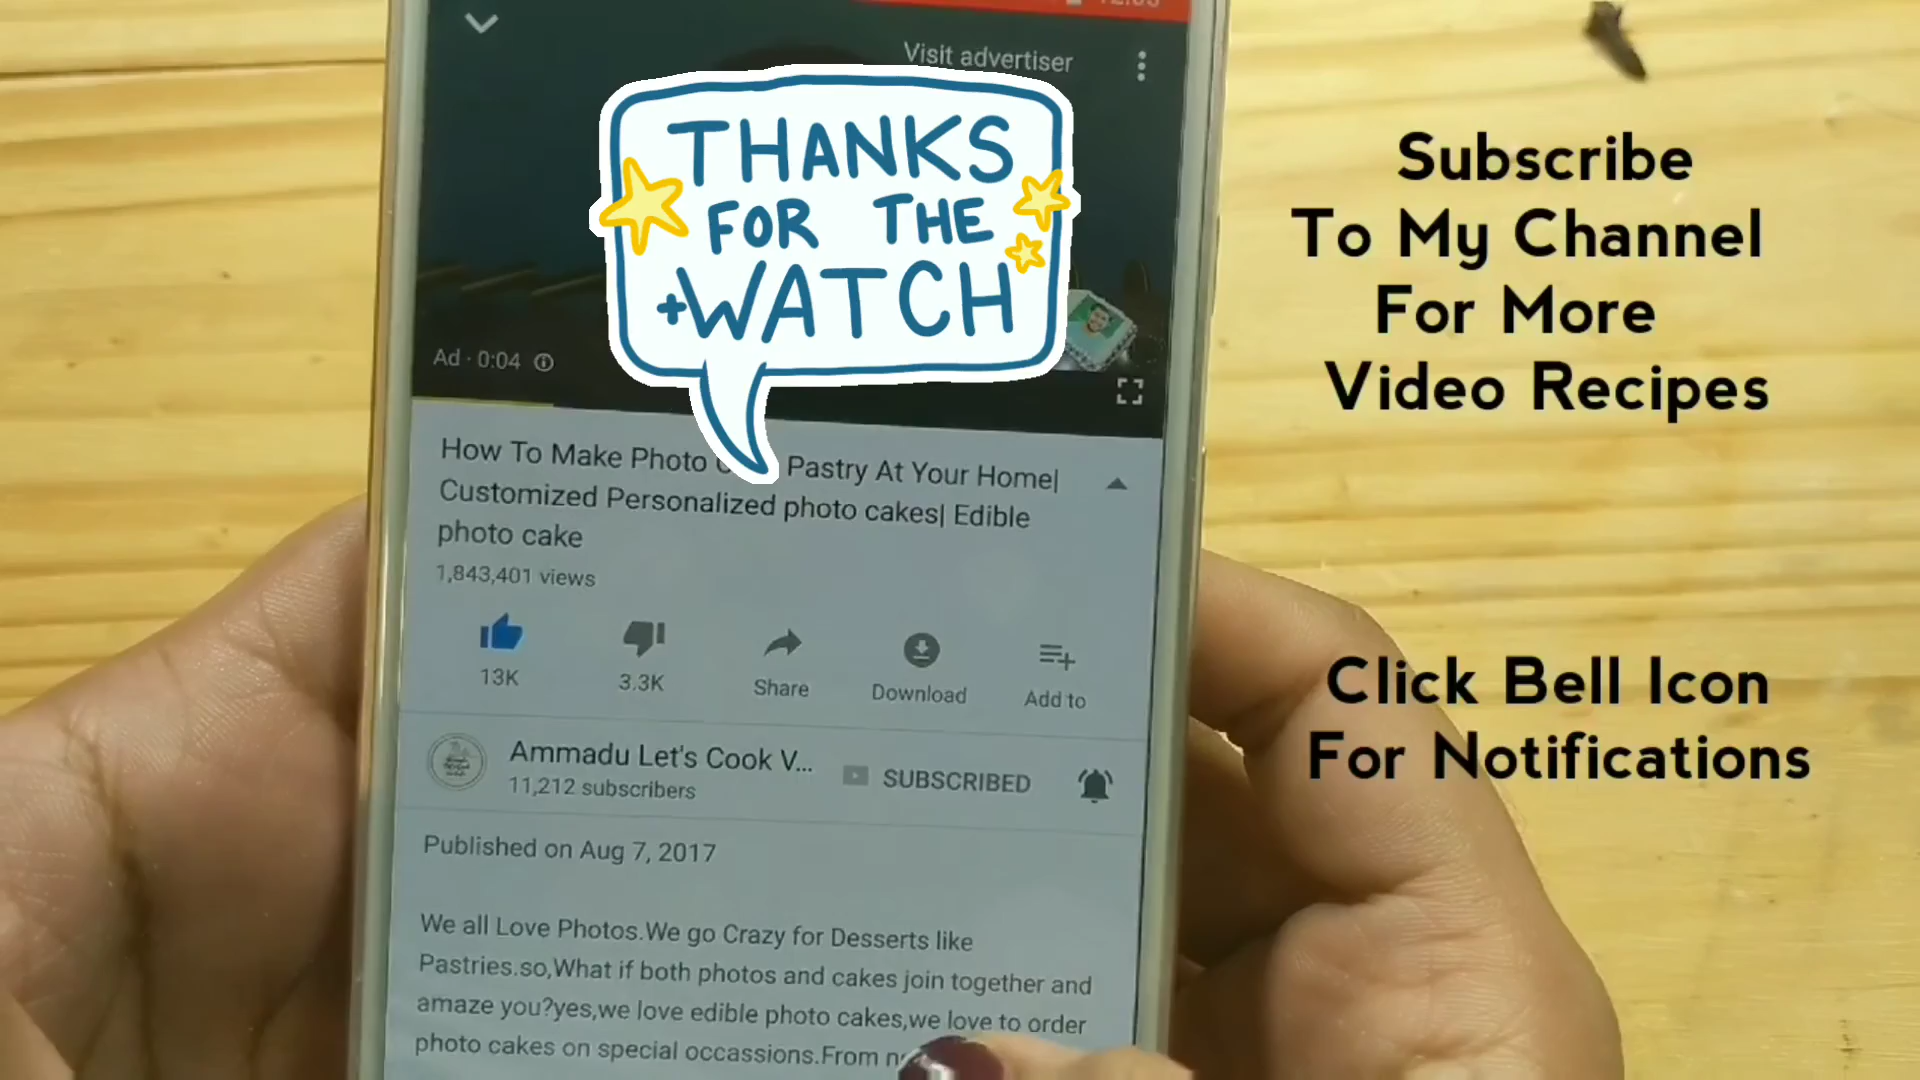 Visit advertiser
THANKS
FOR THE
+WATCH
Ad · 0:04
How To Make Photo Pastry At Your Home|
Customized Personalized photo cakes| Edible
photo cake
1,843,401 views
13K
3.3K
Share
Download
Add to
Ammadu Let's Cook V...
11,212 subscribers
SUBSCRIBED
Published on Aug 7, 2017
We all Love Photos.We go Crazy for Desserts like
Pastries.so,What if both photos and cakes join together and
amaze you?yes,we love edible photo cakes,we love to order
photo cakes on special occassions.From
Subscribe
To My Channel
For More
Video Recipes
Click Bell Icon
For Notifications